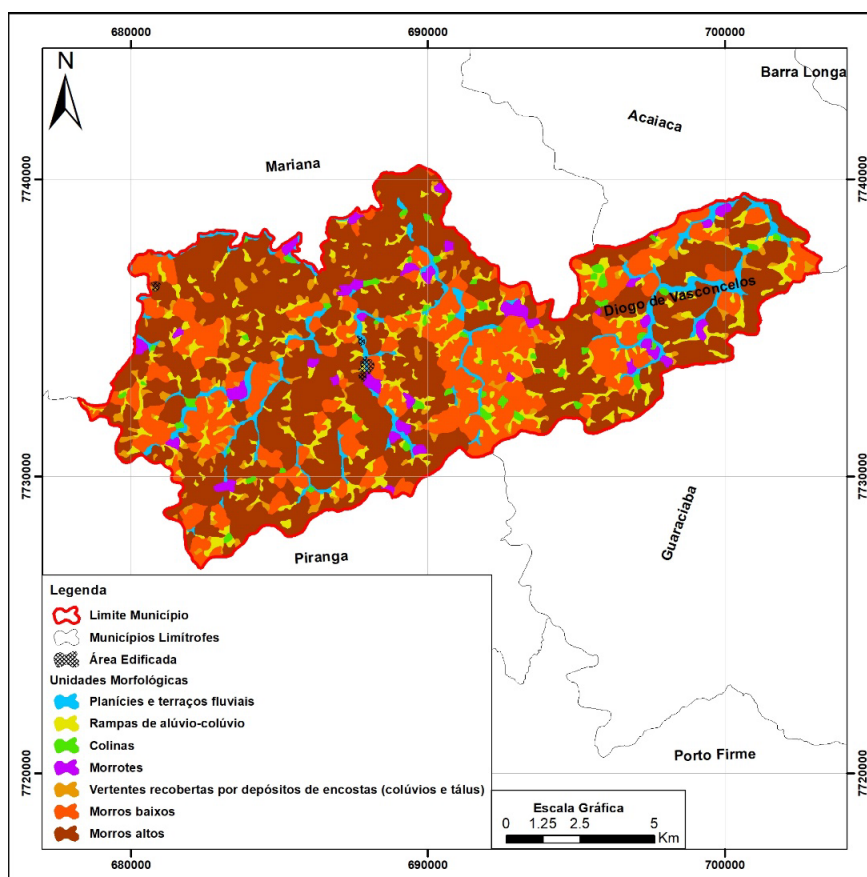 680000 690000 700000
N
Barra Longa
Acaiaca
Mariana
7740000 7740000
Diogo de Vasconcelos
7730000 7730000
Guaraciaba
Piranga
Legenda
Limite Município
Municípios Limítrofes
Área Edificada
Unidades Morfológicas
Planícies e terraços fluviais
Rampas de alúvio-colúvio
Colinas
Morrotes
Vertentes recobertas por depósitos de encostas (colúvios e tálus)
Morros baixos
Morros altos
Porto Firme
7720000 7720000
Escala Gráfica
0 1.25 2.5 5
Km
680000 690000 700000